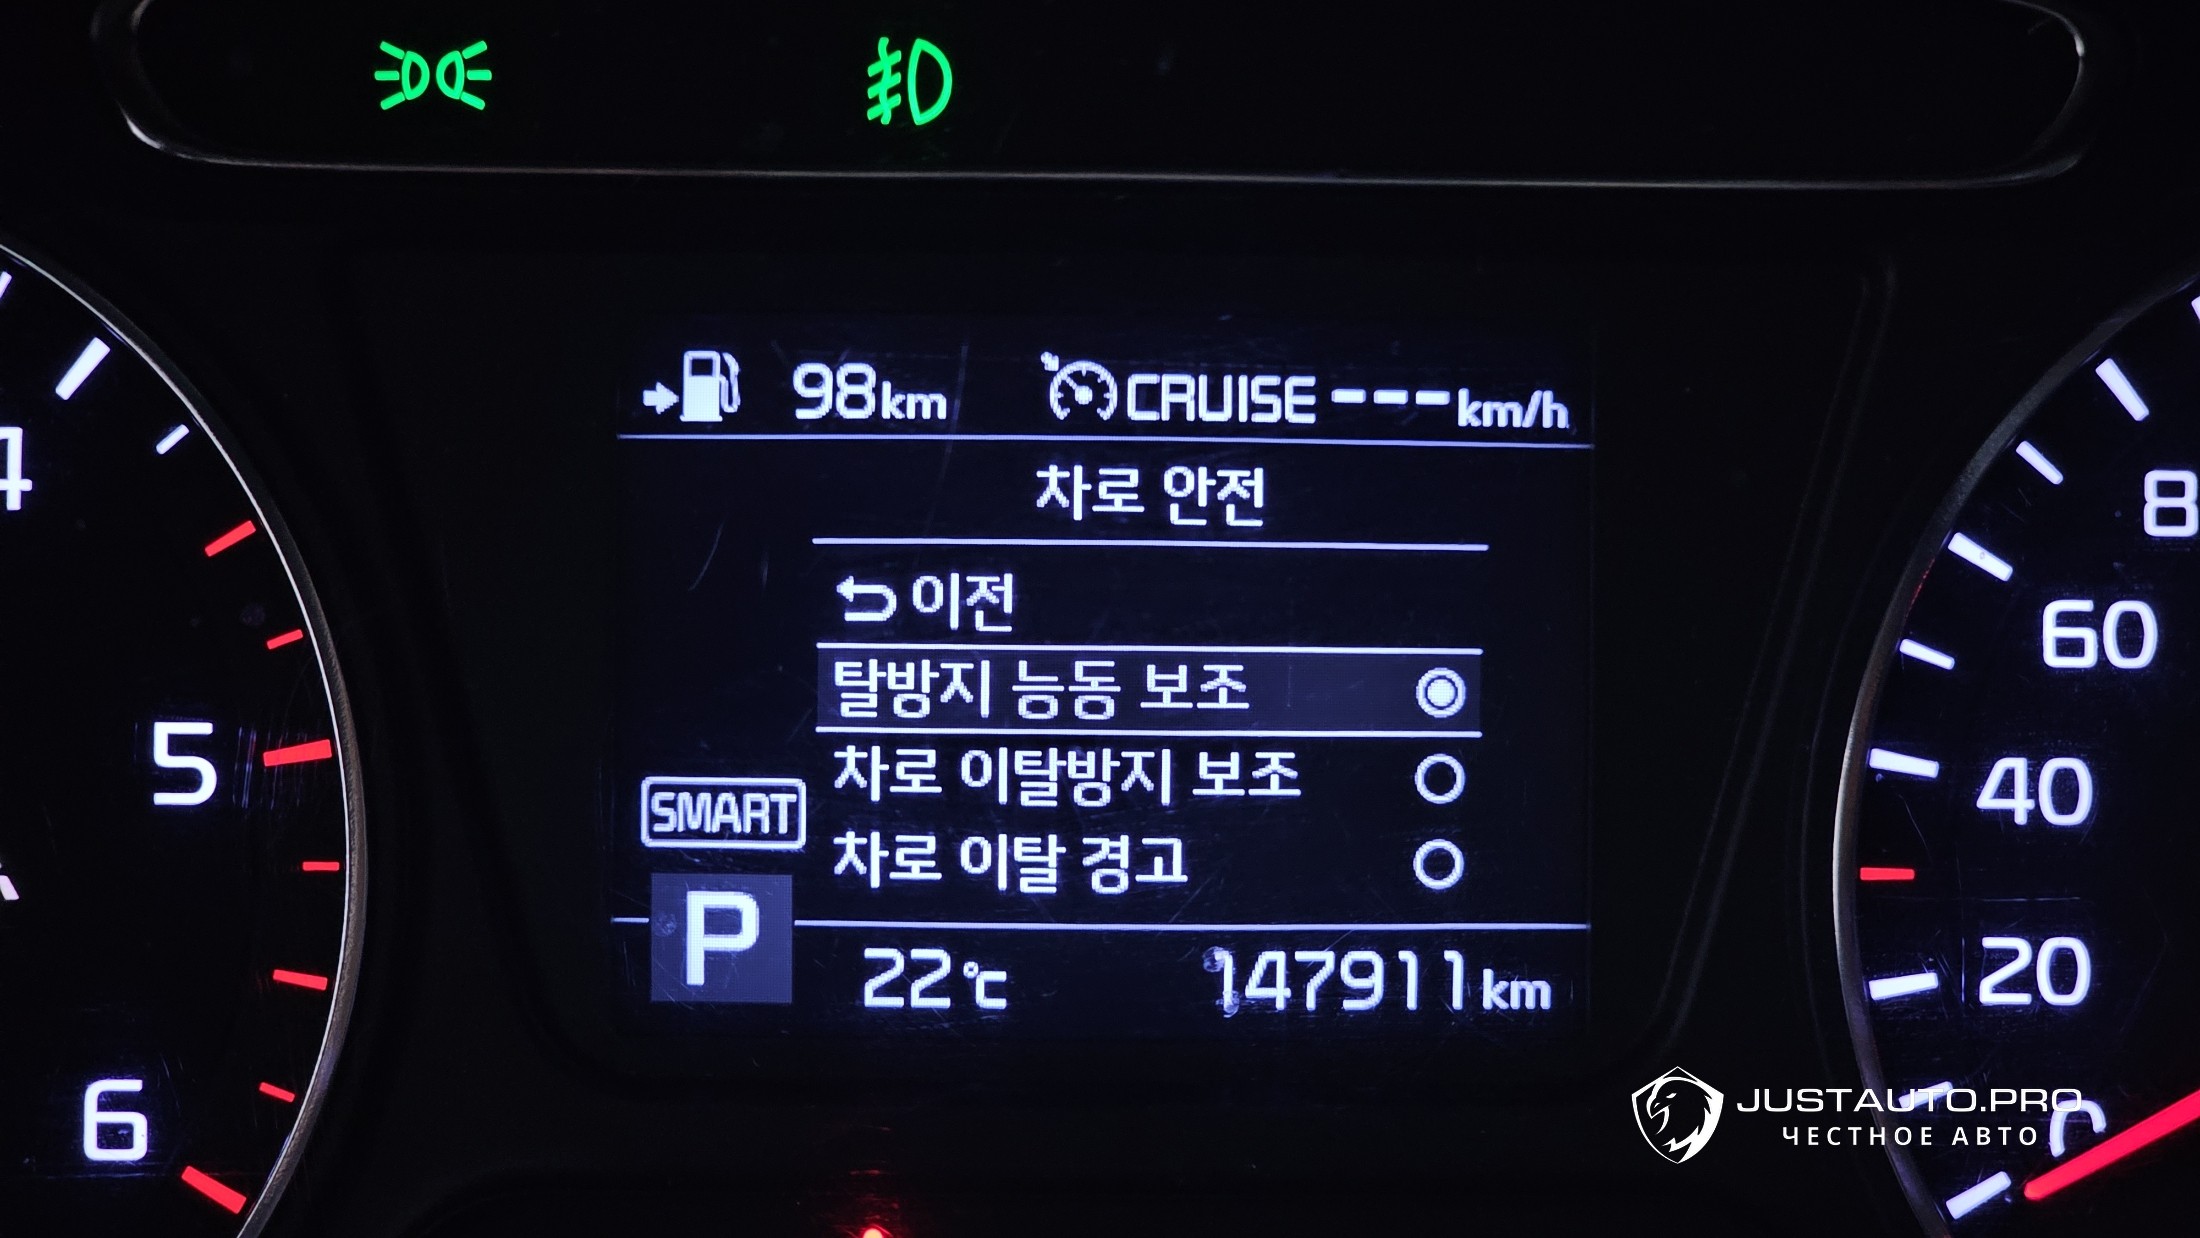 98km CRUISE ---km/h
차로 안전
이전
탈방지 능동 보조
차로 이탈방지 보조
차로 이탈 경고
SMART
P
22°C 147911km
4
5
6
8
60
40
20
0
JUSTAUTO.PRO
ЧЕСТНОЕ АВТО